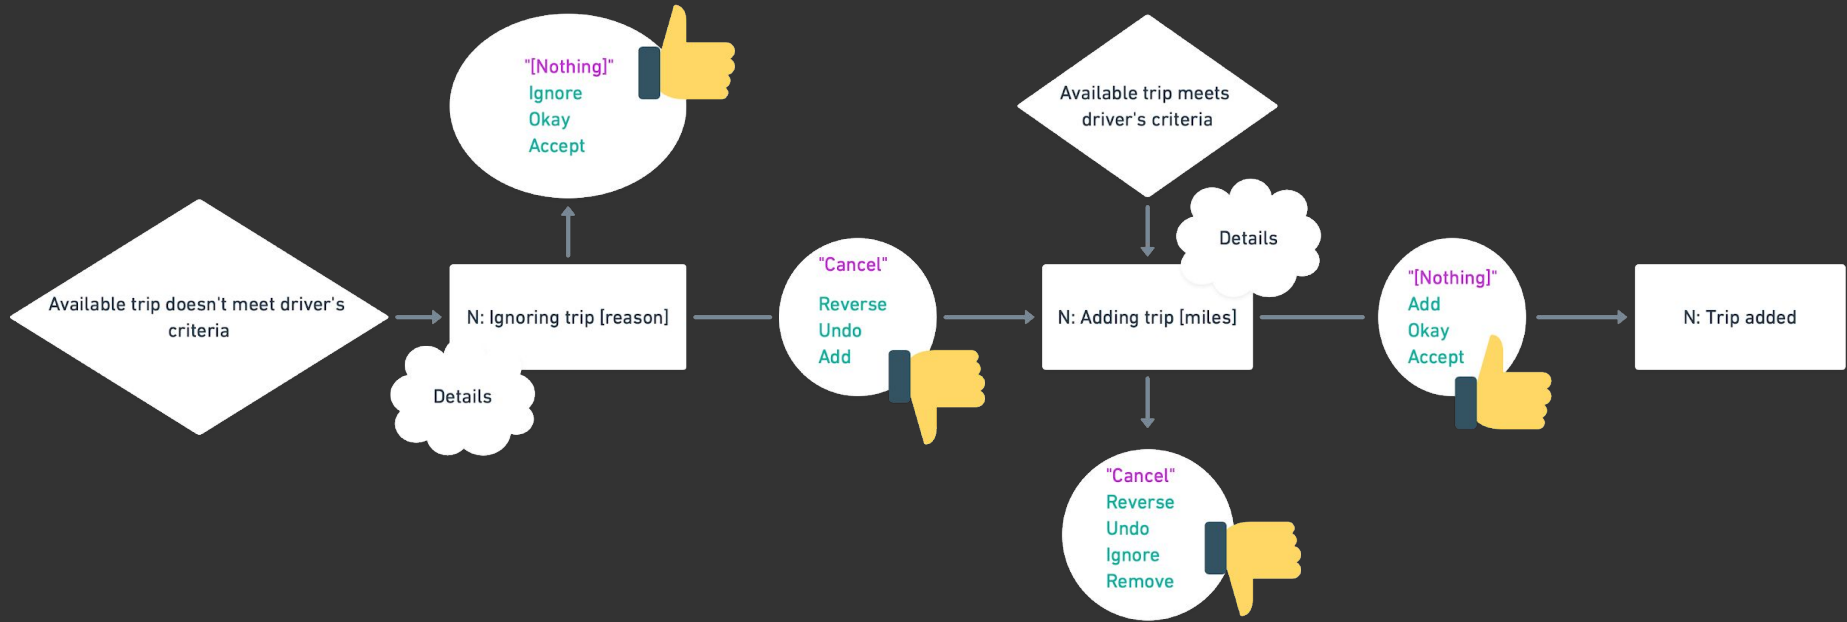 "[Nothing]"
Ignore
Okay
Accept
Available trip meets
driver's criteria
Available trip doesn't meet driver's
criteria
N: Ignoring trip [reason]
Details
"Cancel"
Reverse
Undo
Add
N: Adding trip [miles]
Details
"Cancel"
Reverse
Undo
Ignore
Remove
"[Nothing]"
Add
Okay
Accept
N: Trip added